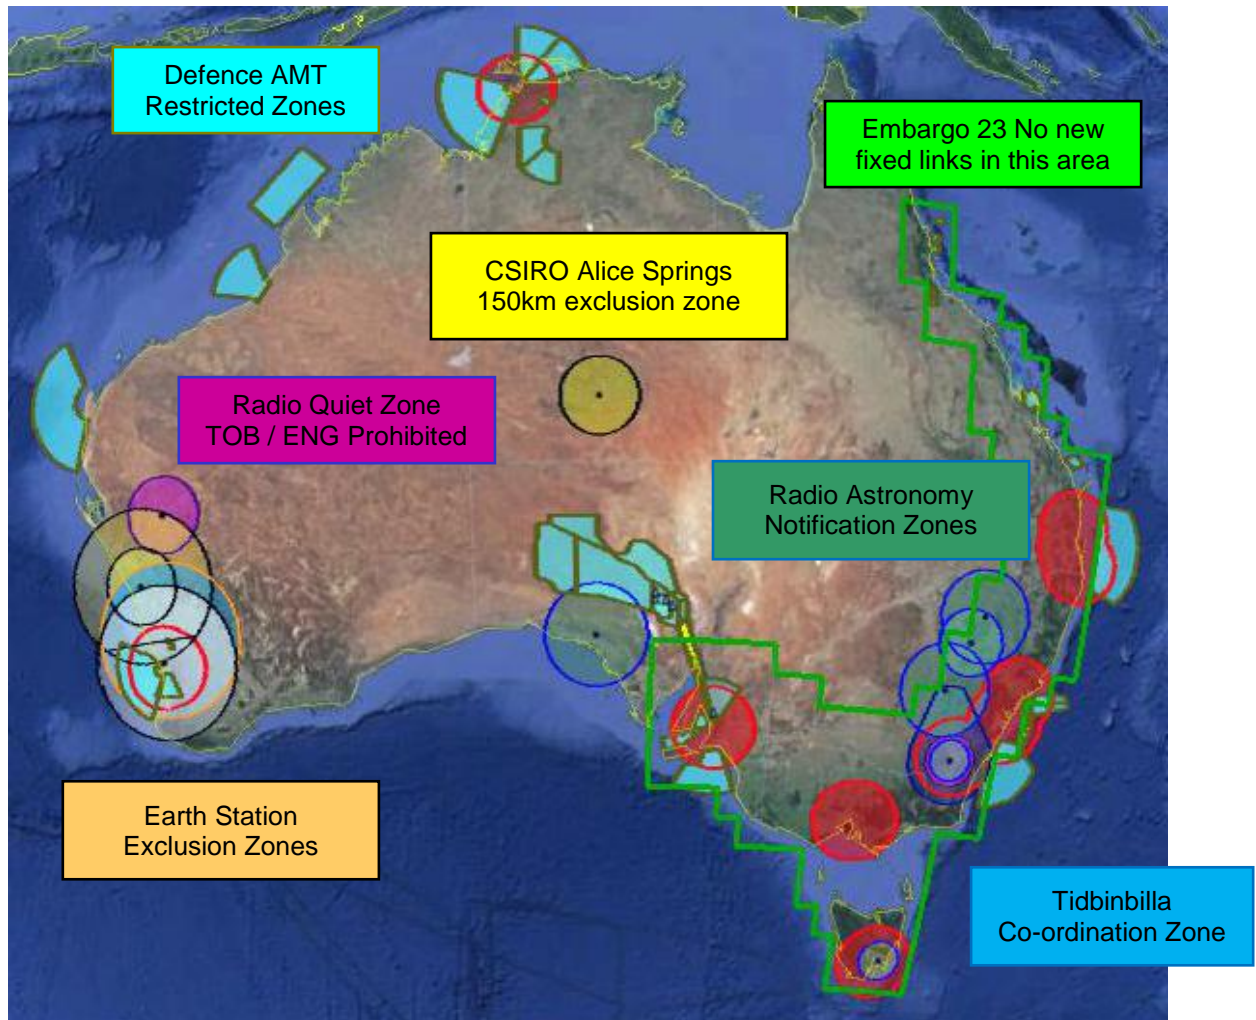 Defence AMT
Restricted Zones
Embargo 23 No new
fixed links in this area
CSIRO Alice Springs
150km exclusion zone
Radio Quiet Zone
TOB / ENG Prohibited
Radio Astronomy
Notification Zones
Earth Station
Exclusion Zones
Tidbinbilla
Co-ordination Zone